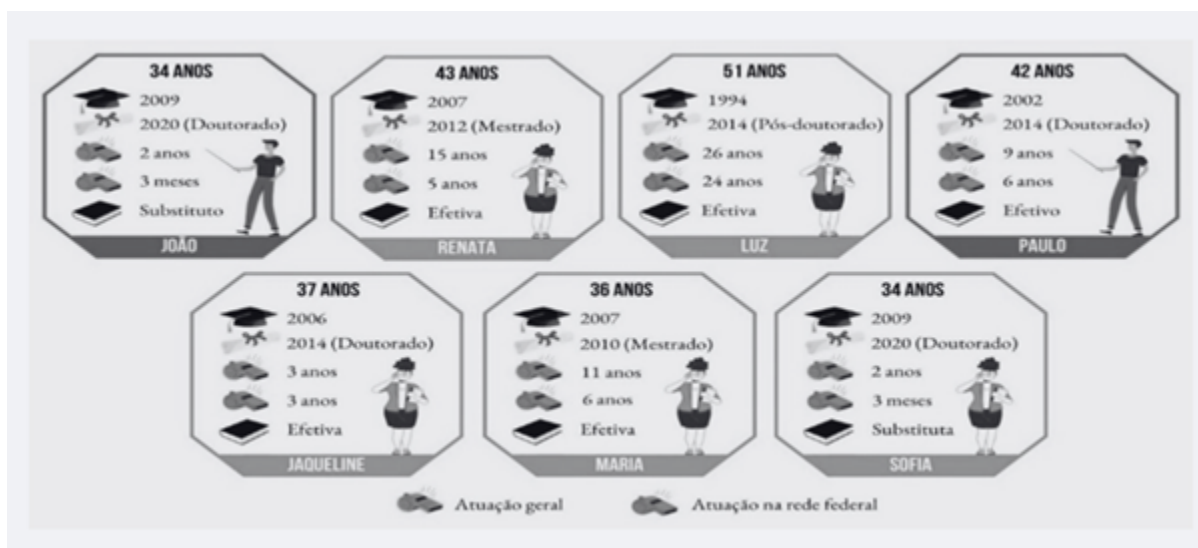 34 ANOS
2009
2020 (Doutorado)
2 anos
3 meses
Substituto
JOÃO
43 ANOS
2007
2012 (Mestrado)
15 anos
5 anos
Efetiva
RENATA
51 ANOS
1994
2014 (Pós-doutorado)
26 anos
24 anos
Efetiva
LUZ
42 ANOS
2002
2014 (Doutorado)
9 anos
6 anos
Efetivo
PAULO
37 ANOS
2006
2014 (Doutorado)
3 anos
3 anos
Efetiva
JAQUELINE
36 ANOS
2007
2010 (Mestrado)
11 anos
6 anos
Efetiva
MARIA
34 ANOS
2009
2020 (Doutorado)
2 anos
3 meses
Substituta
SOFIA
Atuação geral
Atuação na rede federal